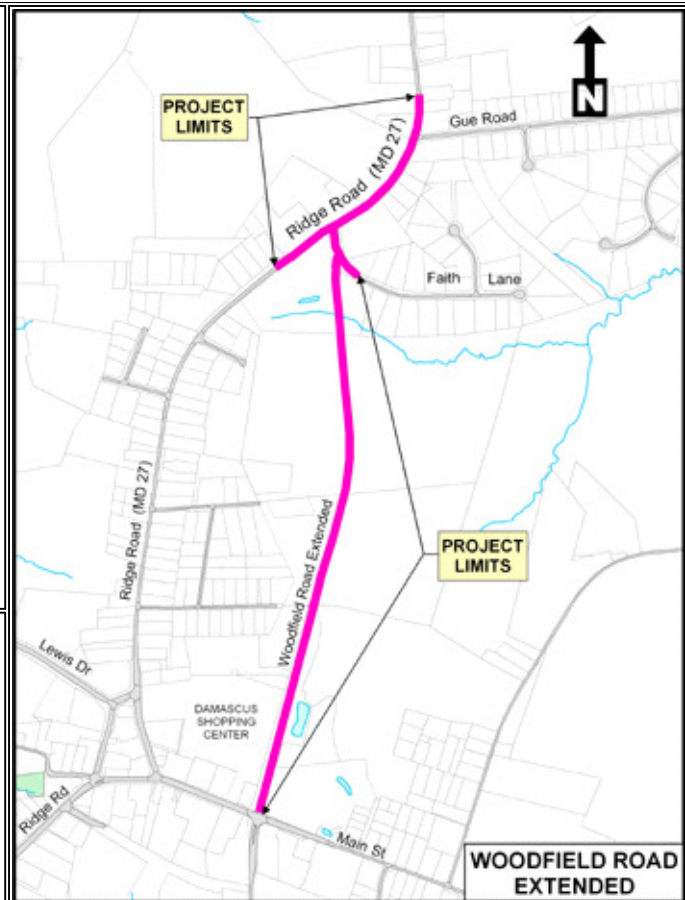 N
PROJECT
LIMITS
Gue Road
Ridge Road (MD 27)
Faith Lane
Ridge Road (MD 27)
Woodfield Road Extended
PROJECT
LIMITS
Lewis Dr
DAMASCUS
SHOPPING
CENTER
Ridge Rd
Main St
WOODFIELD ROAD
EXTENDED